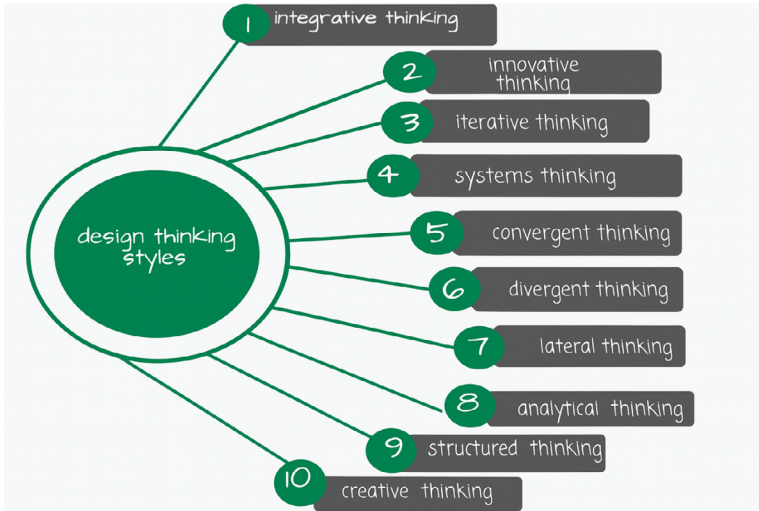 design thinking
styles
1 integrative thinking
2 innovative
thinking
3 iterative thinking
4 systems thinking
5 convergent thinking
6 divergent thinking
7 lateral thinking
8 analytical thinking
9 structured thinking
10 creative thinking